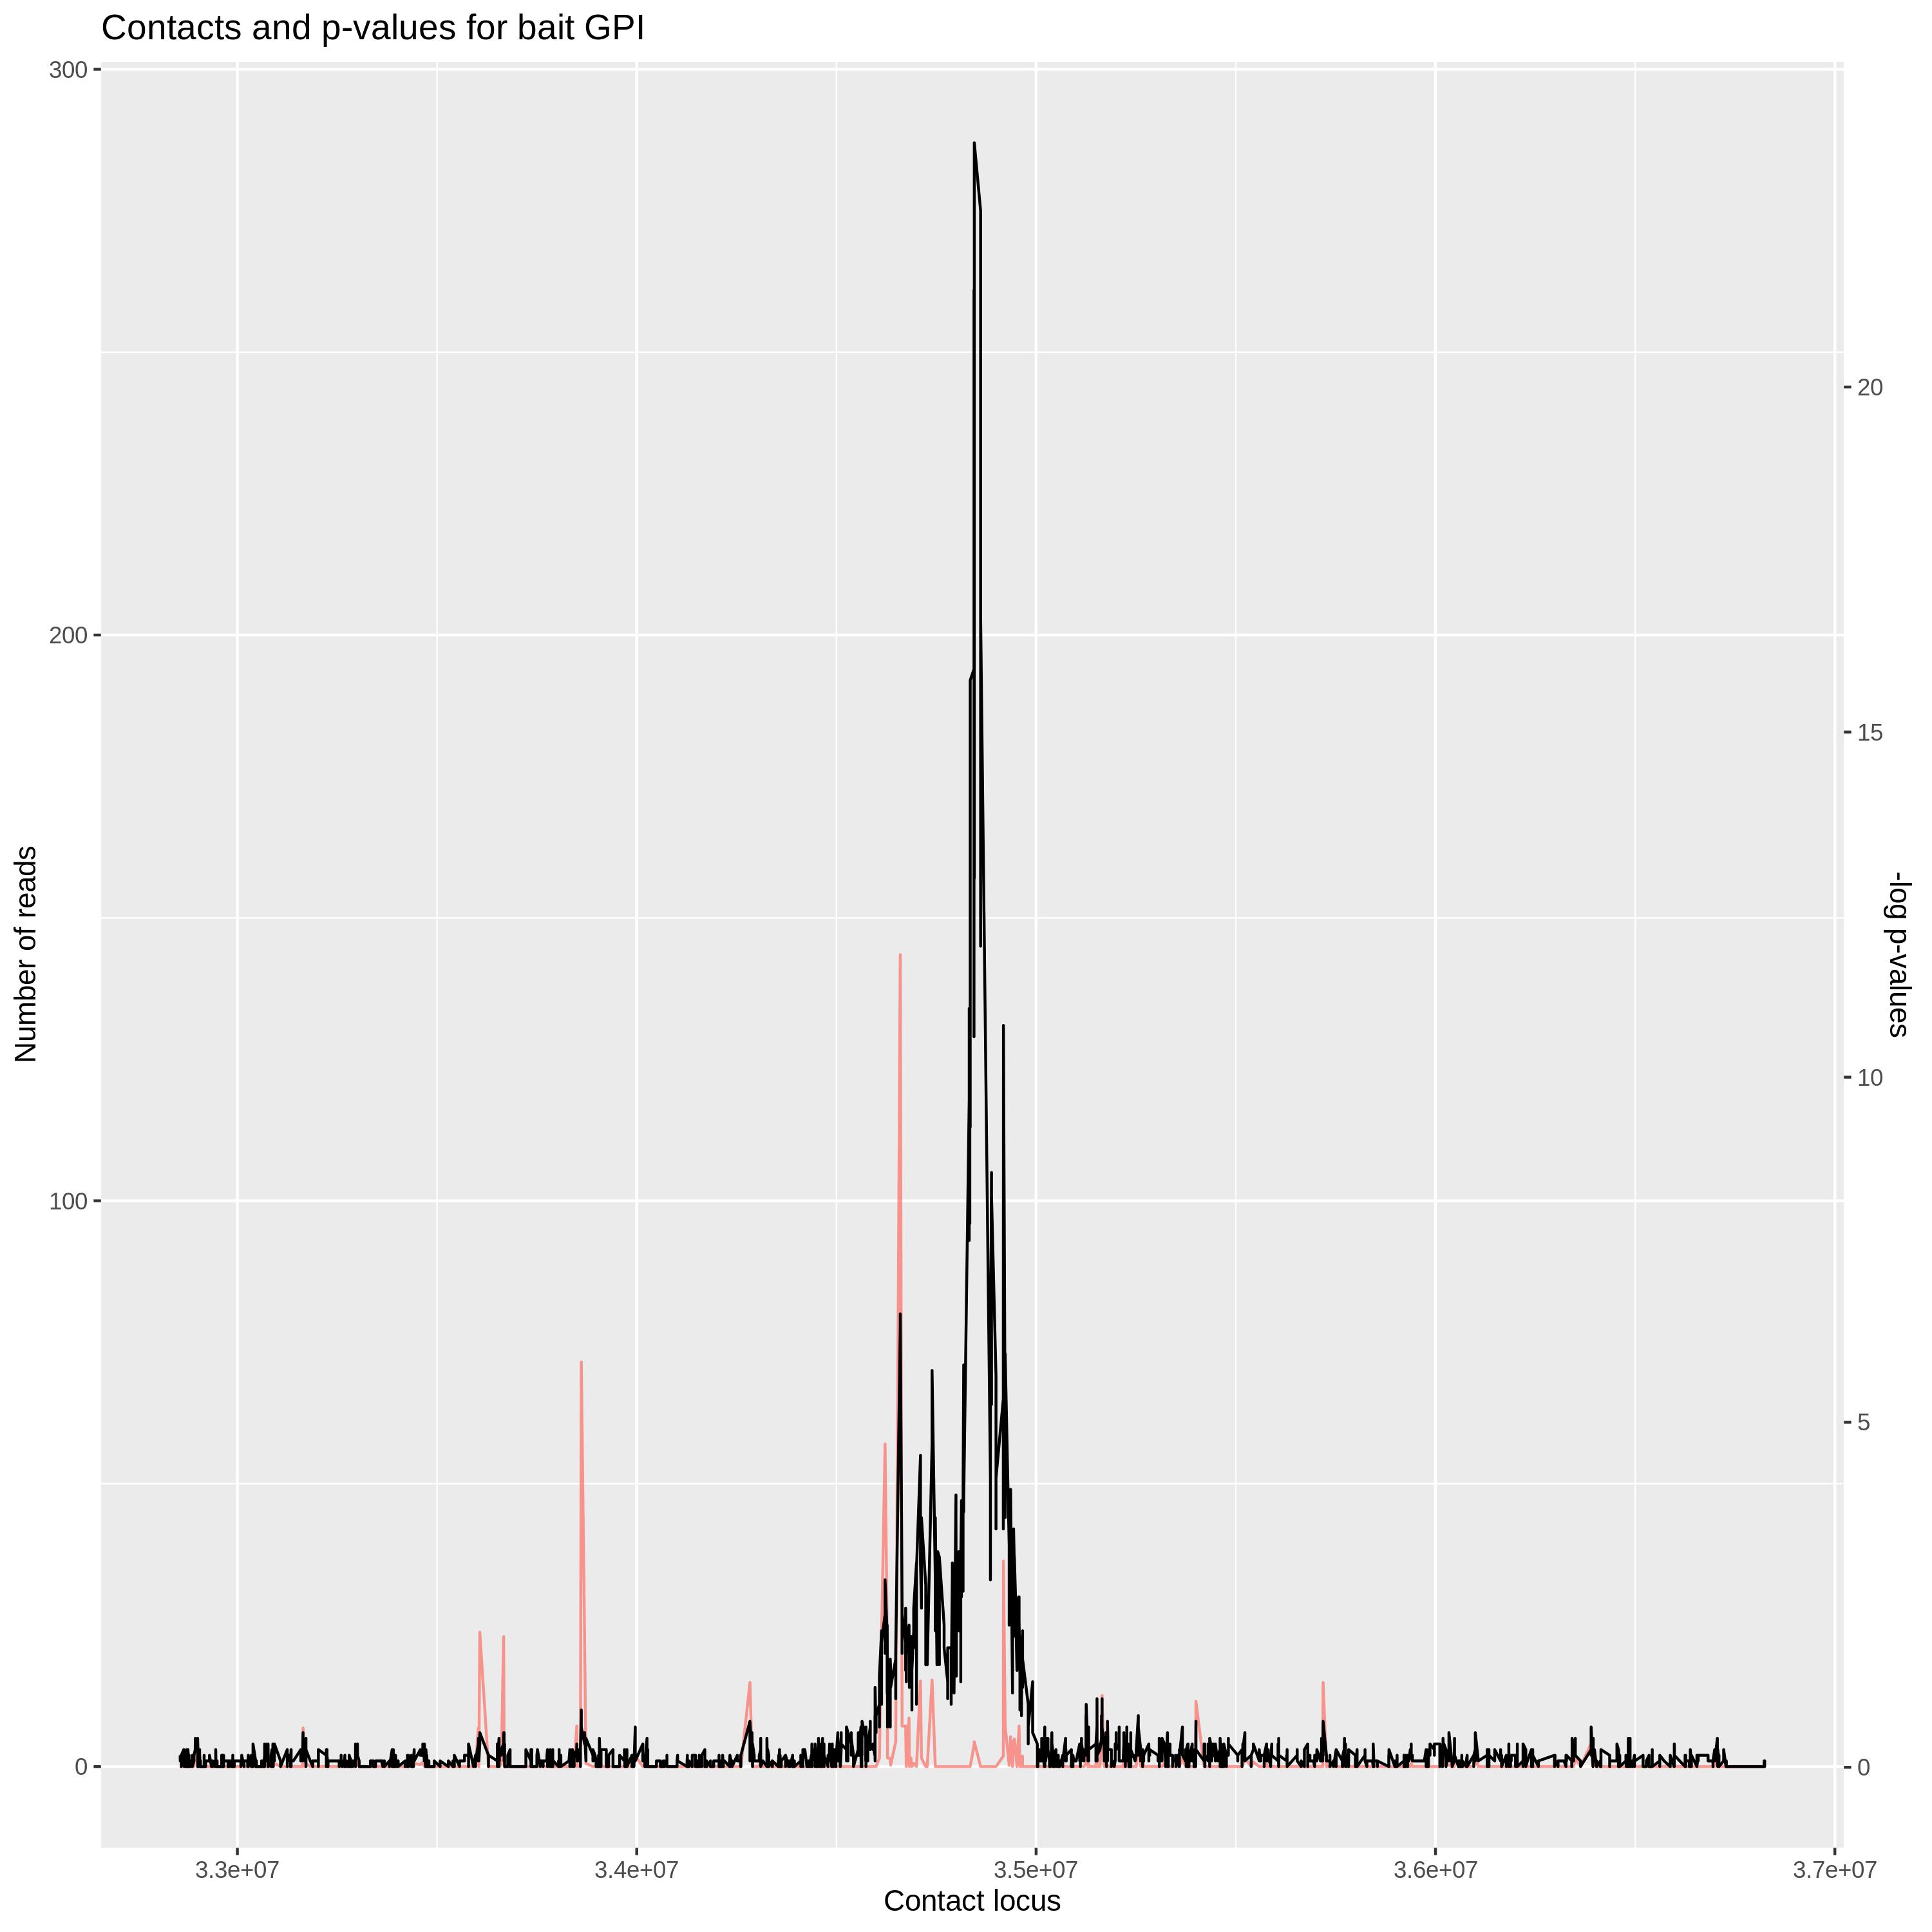 Contacts and p-values for bait GPI
300
200
100
0
Number of reads
20
15
10
5
0
-log p-values
3.3e+07
3.4e+07
3.5e+07
3.6e+07
3.7e+07
Contact locus